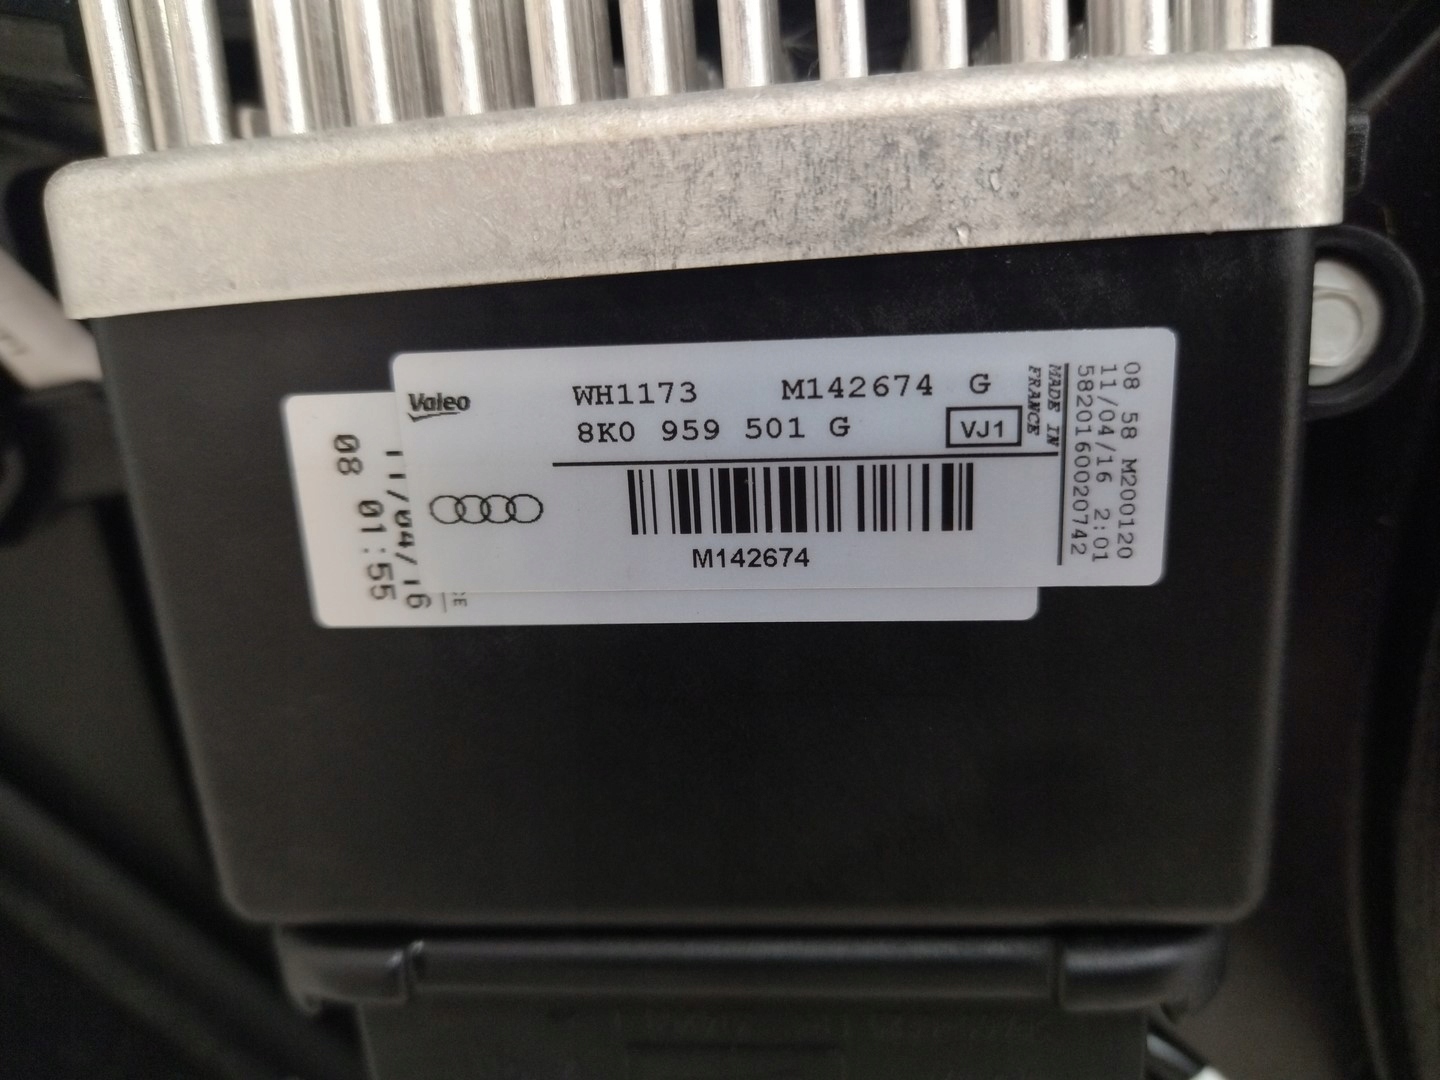 Valeo
WH1173 M142674 G
8K0 959 501 G VJ1
MADE IN
FRANCE
M142674
08 58 M200120
11/04/16 2:01
5820160020742
11/04/16
08 01:55